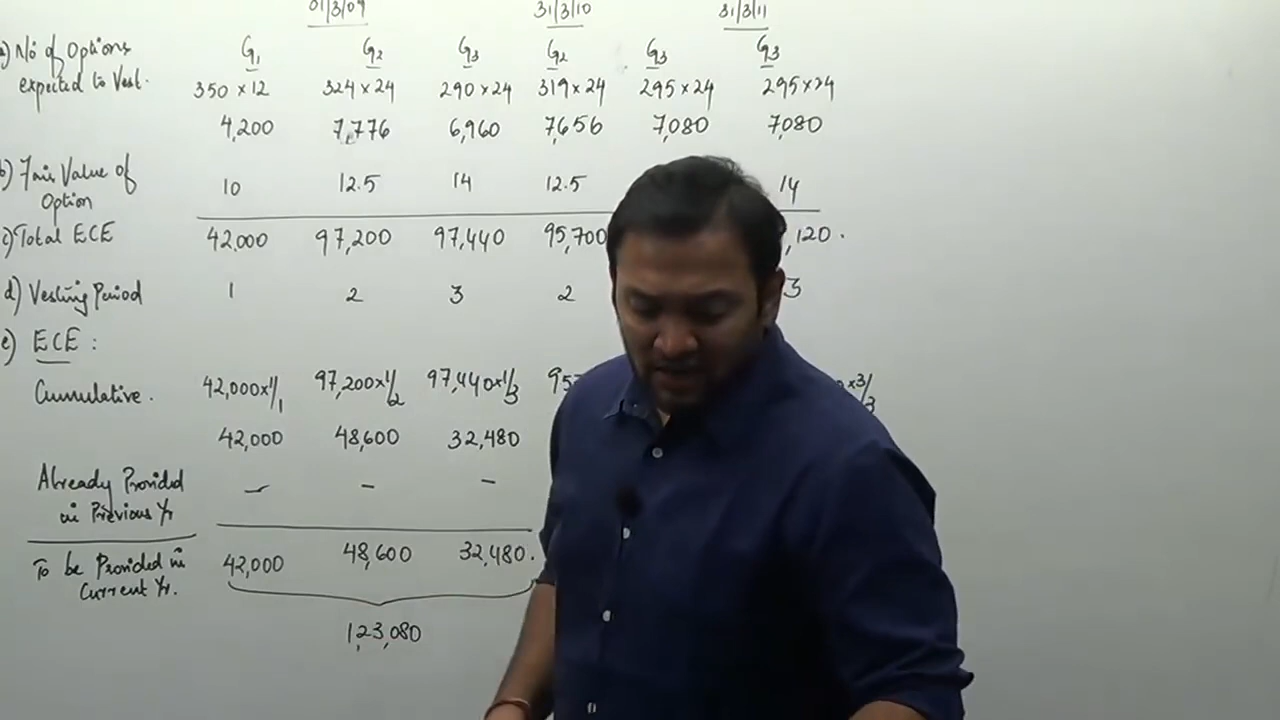 01/3/09 31/3/10 31/3/11
a) No of Options G1 G2 G3 G2 G3 G3
expected to Vest. 350 × 12 324 × 24 290 × 24 319 × 24 295 × 24 295 × 24
4,200 7,776 6,960 7,656 7,080 7,080
b) Fair Value of
Option 10 12.5 14 12.5 14
c) Total ECE 42,000 97,200 97,440 95,700 ,120.
d) Vesting Period 1 2 3 2 3
e) ECE :
Cumulative. 42,000×1/1 97,200×1/2 97,440×1/3 957 ×3/3
42,000 48,600 32,480
Already Provided
in Previous Yr – – –
To be Provided in 42,000 48,600 32,480.
Current Yr.
1,23,080